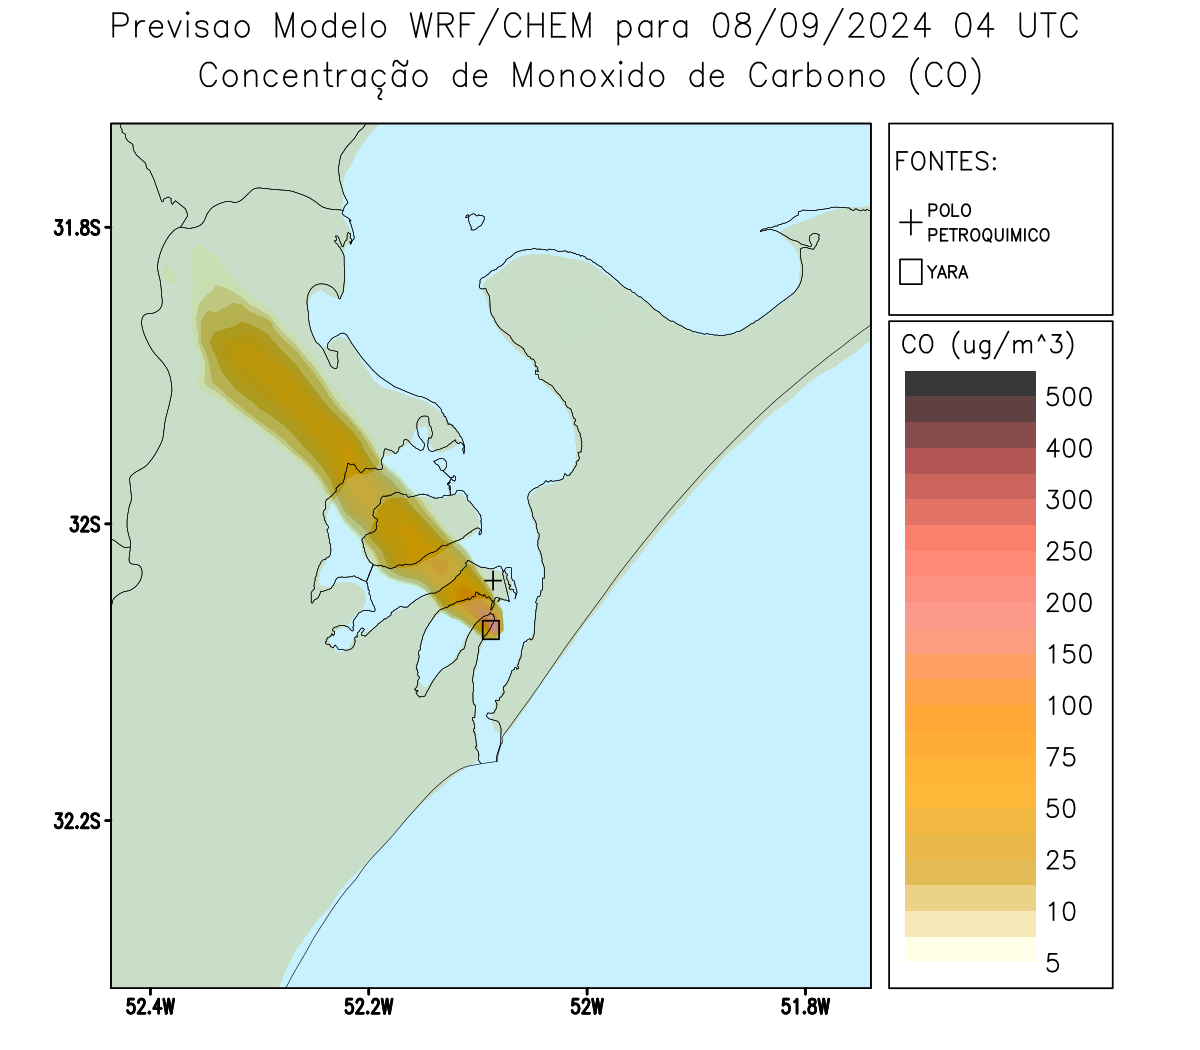 Previsao Modelo WRF/CHEM para 08/09/2024 04 UTC
Concentração de Monoxido de Carbono (CO)
FONTES:
POLO
PETROQUIMICO
YARA
CO (ug/m^3)
500
400
300
250
200
150
100
75
50
25
10
5
31.8S
32S
32.2S
52.4W
52.2W
52W
51.8W